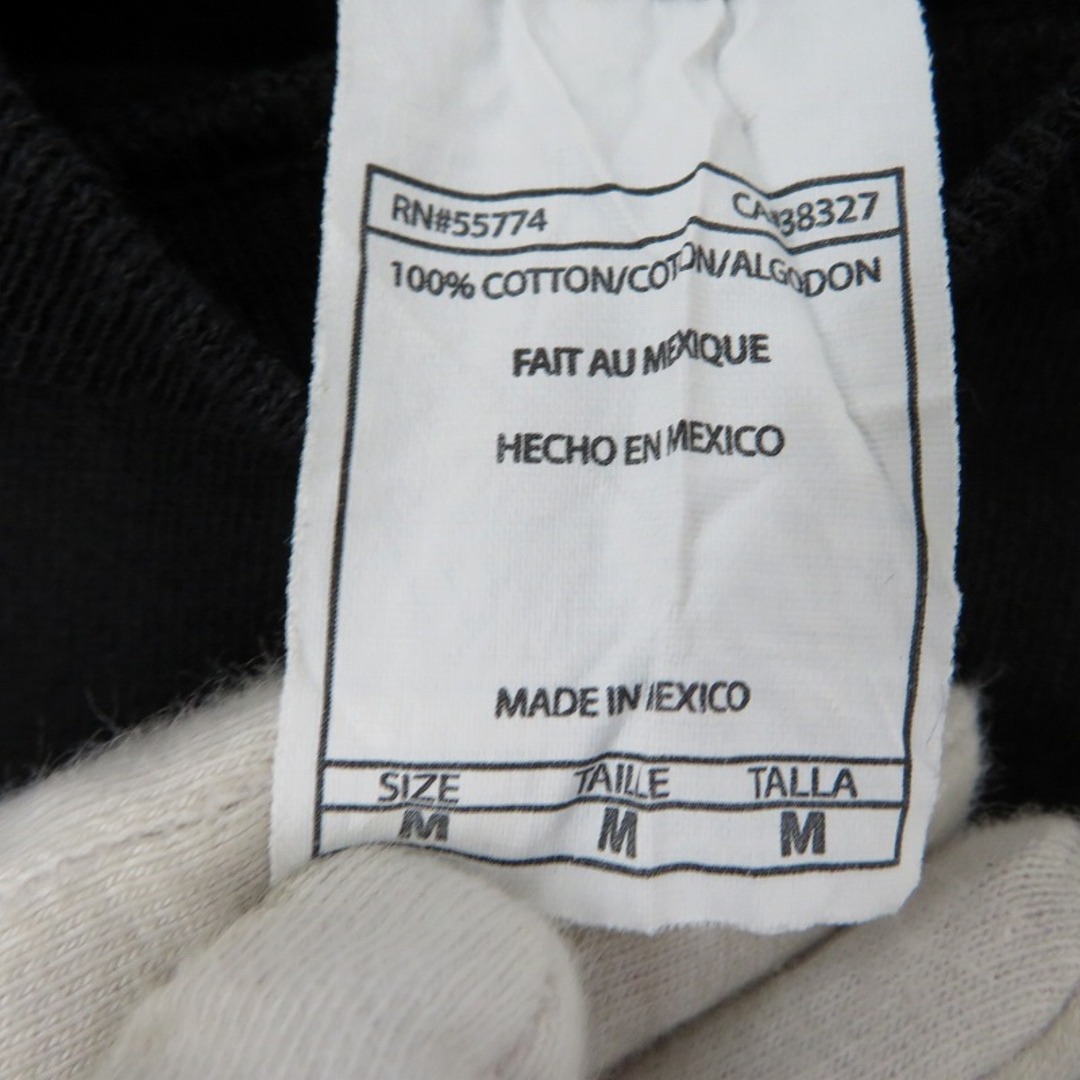 RN#55774 CA#38327
100% COTTON/COTON/ALGODON
FAIT AU MEXIQUE
HECHO EN MEXICO
MADE IN MEXICO
SIZE TAILLE TALLA
M M M